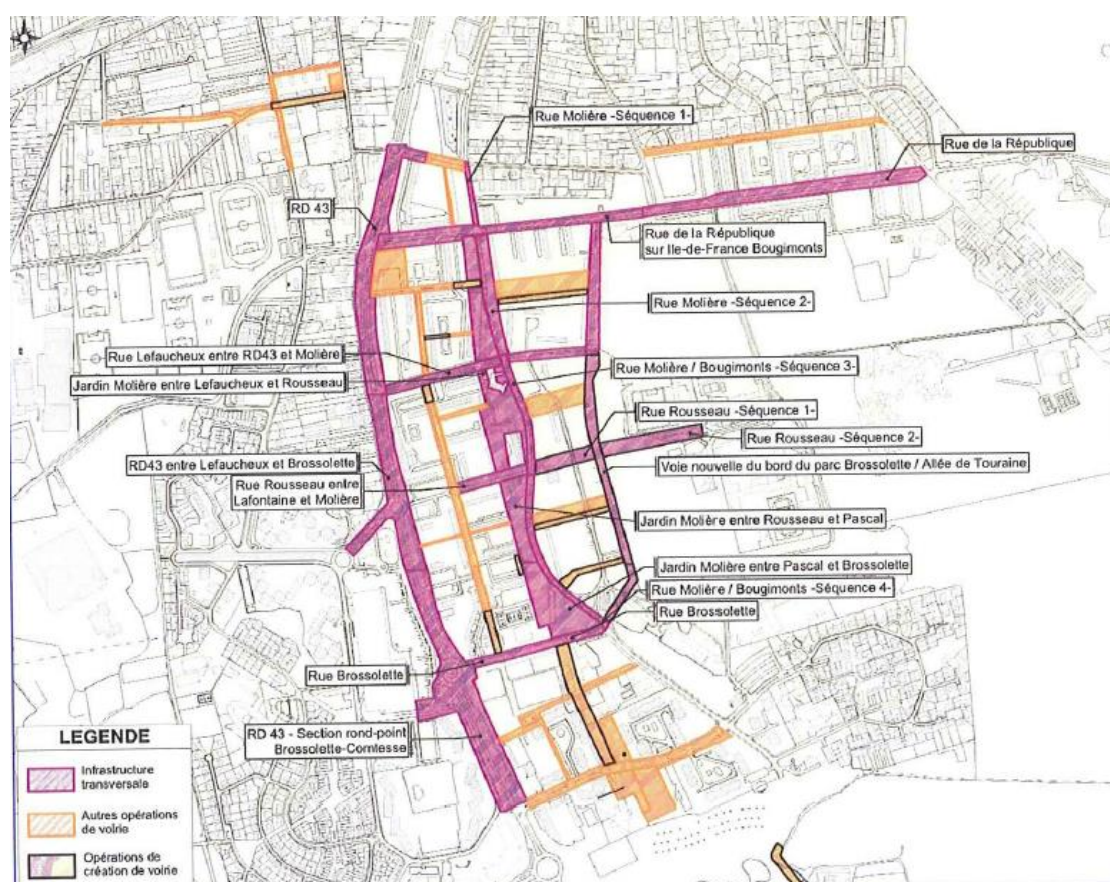 Rue Molière -Séquence 1-
Rue de la République
RD 43
Rue de la République
sur Ile-de-France Bougimonts
Rue Molière -Séquence 2-
Rue Lefaucheux entre RD43 et Molière
Rue Molière / Bougimonts -Séquence 3-
Jardin Molière entre Lefaucheux et Rousseau
Rue Rousseau -Séquence 1-
Rue Rousseau -Séquence 2-
RD43 entre Lefaucheux et Brossolette
Voie nouvelle du bord du parc Brossolette / Allée de Touraine
Rue Rousseau entre
Lafontaine et Molière
Jardin Molière entre Rousseau et Pascal
Jardin Molière entre Pascal et Brossolette
Rue Molière / Bougimonts -Séquence 4-
Rue Brossolette
Rue Brossolette
RD 43 - Section rond-point
Brossolette-Comtesse
LEGENDE
Infrastructure
transversale
Autres opérations
de voirie
Opérations de
création de voirie